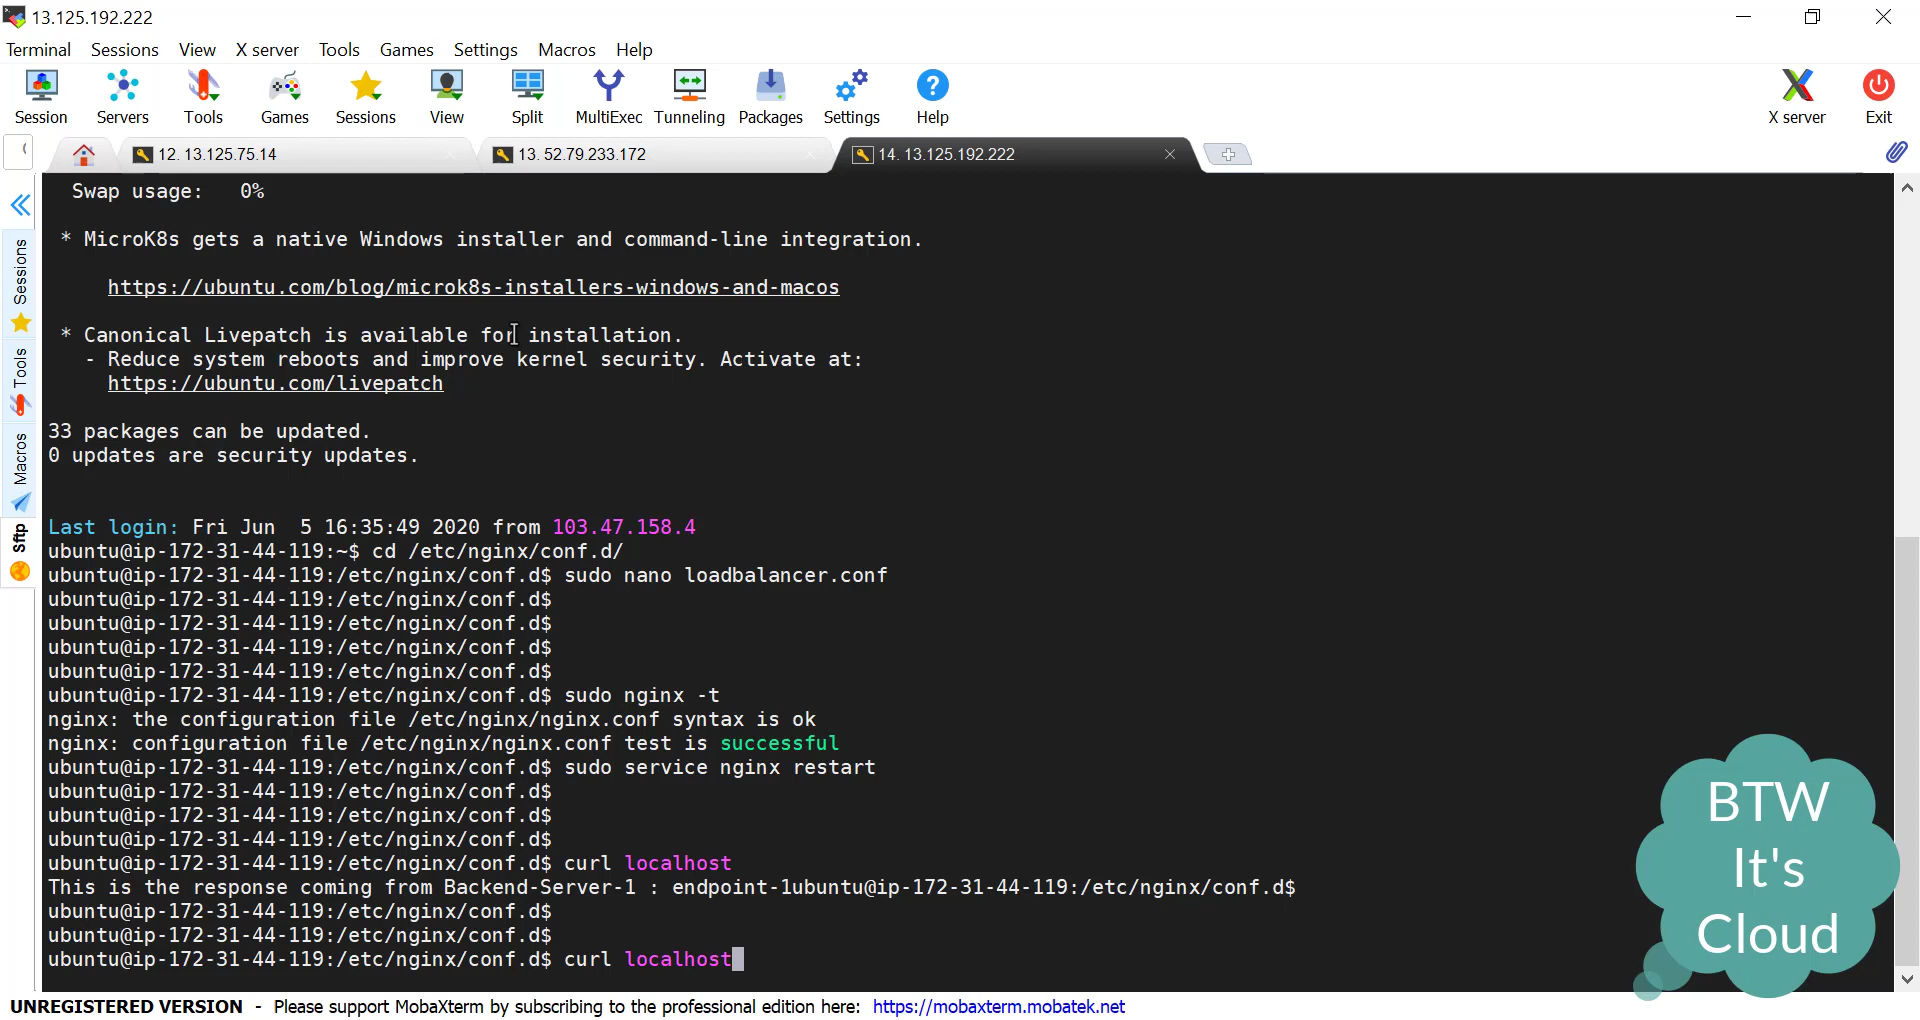 13.125.192.222
Terminal Sessions View X server Tools Games Settings Macros Help
Session Servers Tools Games Sessions View Split MultiExec Tunneling Packages Settings Help X server Exit
12. 13.125.75.14 13. 52.79.233.172 14. 13.125.192.222
Sessions
Tools
Macros
Sftp
Swap usage: 0%
* MicroK8s gets a native Windows installer and command-line integration.
https://ubuntu.com/blog/microk8s-installers-windows-and-macos
* Canonical Livepatch is available for installation.
- Reduce system reboots and improve kernel security. Activate at:
https://ubuntu.com/livepatch
33 packages can be updated.
0 updates are security updates.
Last login: Fri Jun  5 16:35:49 2020 from 103.47.158.4
ubuntu@ip-172-31-44-119:~$ cd /etc/nginx/conf.d/
ubuntu@ip-172-31-44-119:/etc/nginx/conf.d$ sudo nano loadbalancer.conf
ubuntu@ip-172-31-44-119:/etc/nginx/conf.d$
ubuntu@ip-172-31-44-119:/etc/nginx/conf.d$
ubuntu@ip-172-31-44-119:/etc/nginx/conf.d$
ubuntu@ip-172-31-44-119:/etc/nginx/conf.d$
ubuntu@ip-172-31-44-119:/etc/nginx/conf.d$ sudo nginx -t
nginx: the configuration file /etc/nginx/nginx.conf syntax is ok
nginx: configuration file /etc/nginx/nginx.conf test is successful
ubuntu@ip-172-31-44-119:/etc/nginx/conf.d$ sudo service nginx restart
ubuntu@ip-172-31-44-119:/etc/nginx/conf.d$
ubuntu@ip-172-31-44-119:/etc/nginx/conf.d$
ubuntu@ip-172-31-44-119:/etc/nginx/conf.d$
ubuntu@ip-172-31-44-119:/etc/nginx/conf.d$ curl localhost
This is the response coming from Backend-Server-1 : endpoint-1ubuntu@ip-172-31-44-119:/etc/nginx/conf.d$
ubuntu@ip-172-31-44-119:/etc/nginx/conf.d$
ubuntu@ip-172-31-44-119:/etc/nginx/conf.d$
ubuntu@ip-172-31-44-119:/etc/nginx/conf.d$ curl localhost
BTW
It's
Cloud
UNREGISTERED VERSION - Please support MobaXterm by subscribing to the professional edition here: https://mobaxterm.mobatek.net